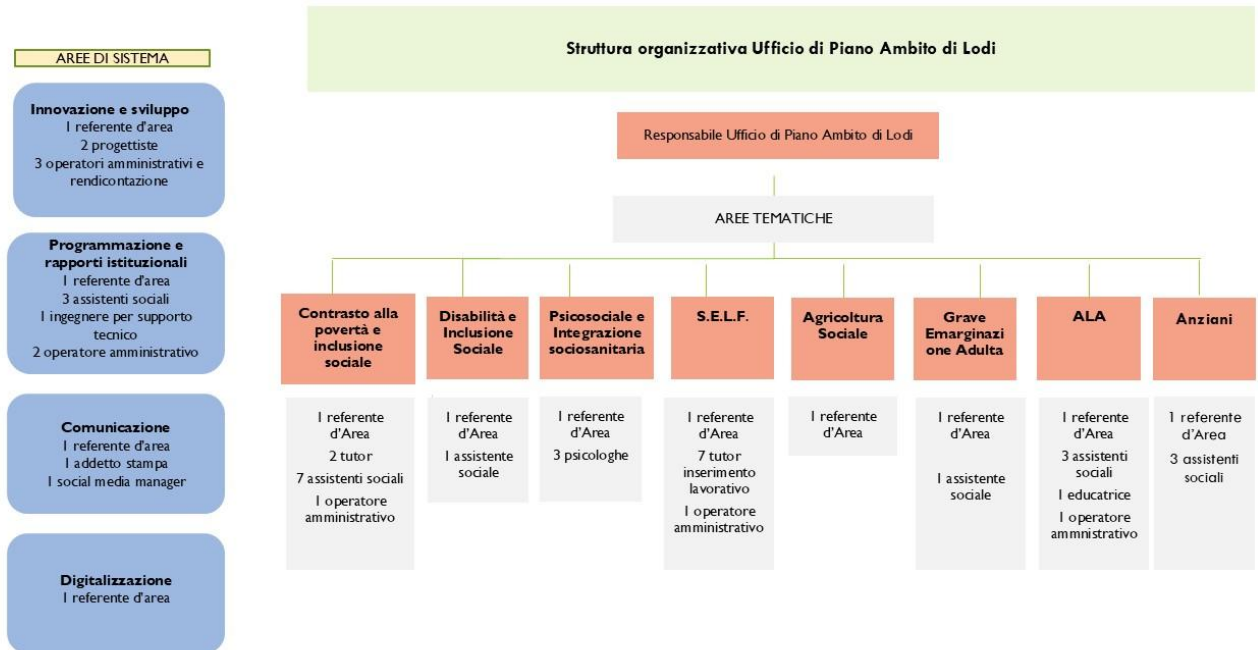 AREE DI SISTEMA
Innovazione e sviluppo
1 referente d'area
2 progettiste
3 operatori amministrativi e
rendicontazione
Programmazione e
rapporti istituzionali
1 referente d'area
3 assistenti sociali
1 ingegnere per supporto
tecnico
2 operatore amministrativo
Comunicazione
1 referente d'area
1 addetto stampa
1 social media manager
Digitalizzazione
1 referente d'area
Struttura organizzativa Ufficio di Piano Ambito di Lodi
Responsabile Ufficio di Piano Ambito di Lodi
AREE TEMATICHE
Contrasto alla
povertà e
inclusione
sociale
1 referente
d'Area
2 tutor
7 assistenti sociali
1 operatore
amministrativo
Disabilità e
Inclusione
Sociale
1 referente
d'Area
1 assistente
sociale
Psicosociale e
Integrazione
sociosanitaria
1 referente
d'Area
3 psicologhe
S.E.L.F.
1 referente
d'Area
7 tutor
inserimento
lavorativo
1 operatore
amministrativo
Agricoltura
Sociale
1 referente
d'Area
Grave
Emarginazi
one Adulta
1 referente
d'Area
1 assistente
sociale
ALA
1 referente
d'Area
3 assistenti
sociali
1 educatrice
1 operatore
ammnistrativo
Anziani
1 referente
d'Area
3 assistenti
sociali